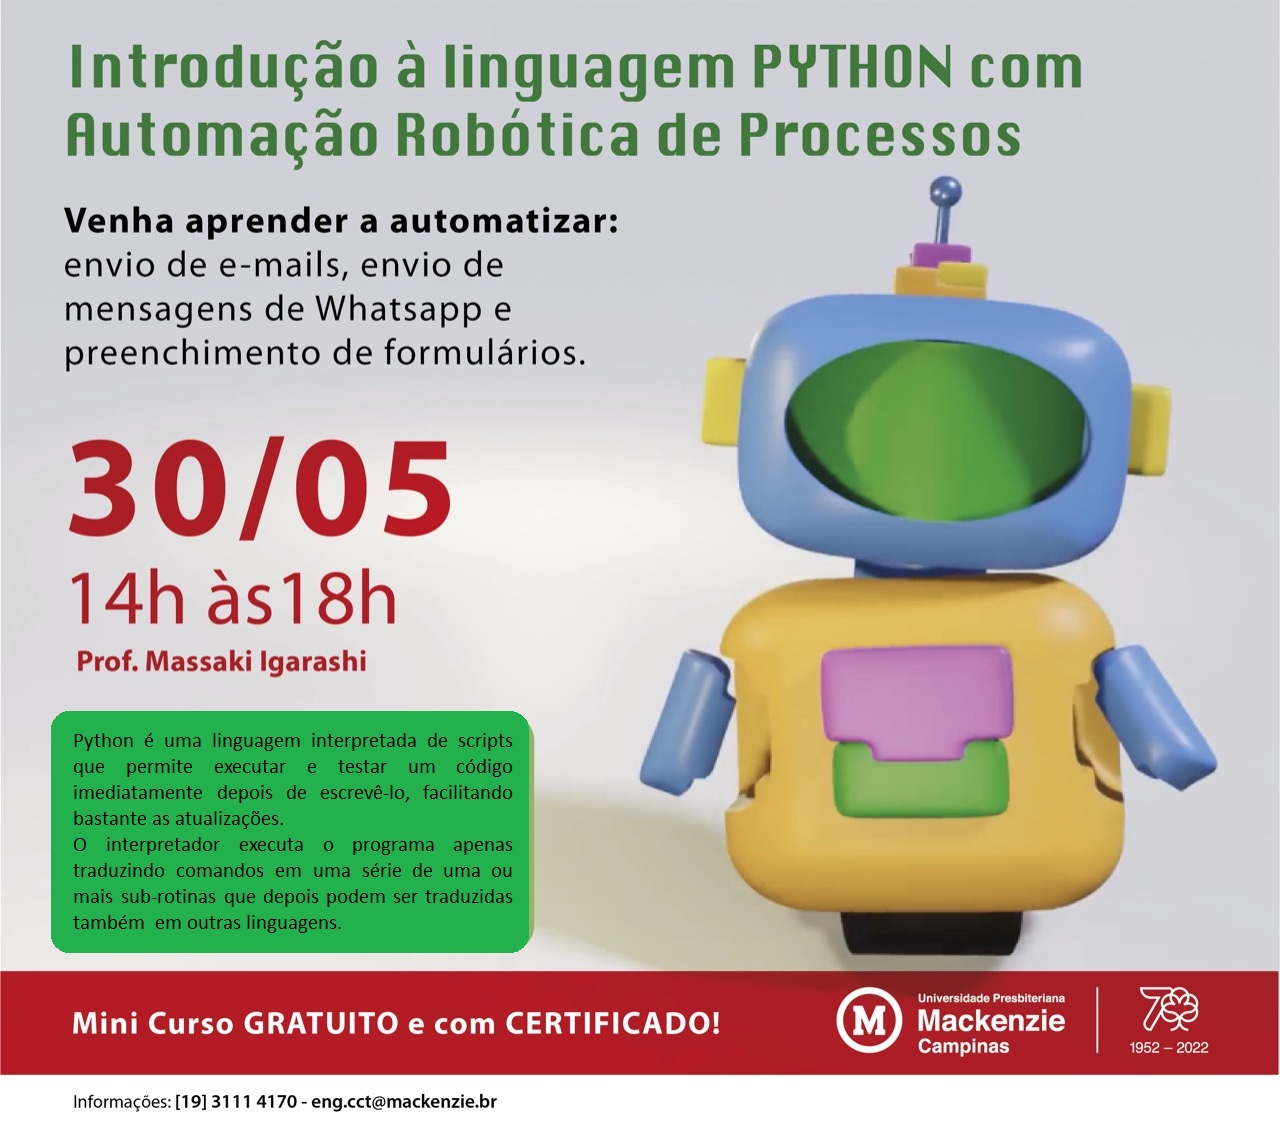 Introdução à linguagem PYTHON com
Automação Robótica de Processos
Venha aprender a automatizar:
envio de e-mails, envio de
mensagens de Whatsapp e
preenchimento de formulários.
30/05
14h às18h
Prof. Massaki Igarashi
Python é uma linguagem interpretada de scripts
que permite executar e testar um código
imediatamente depois de escrevê-lo, facilitando
bastante as atualizações.
O interpretador executa o programa apenas
traduzindo comandos em uma série de uma ou
mais sub-rotinas que depois podem ser traduzidas
também em outras linguagens.
Mini Curso GRATUITO e com CERTIFICADO!
M
Universidade Presbiteriana
Mackenzie
Campinas
70
1952 – 2022
Informações: [19] 3111 4170 - eng.cct@mackenzie.br